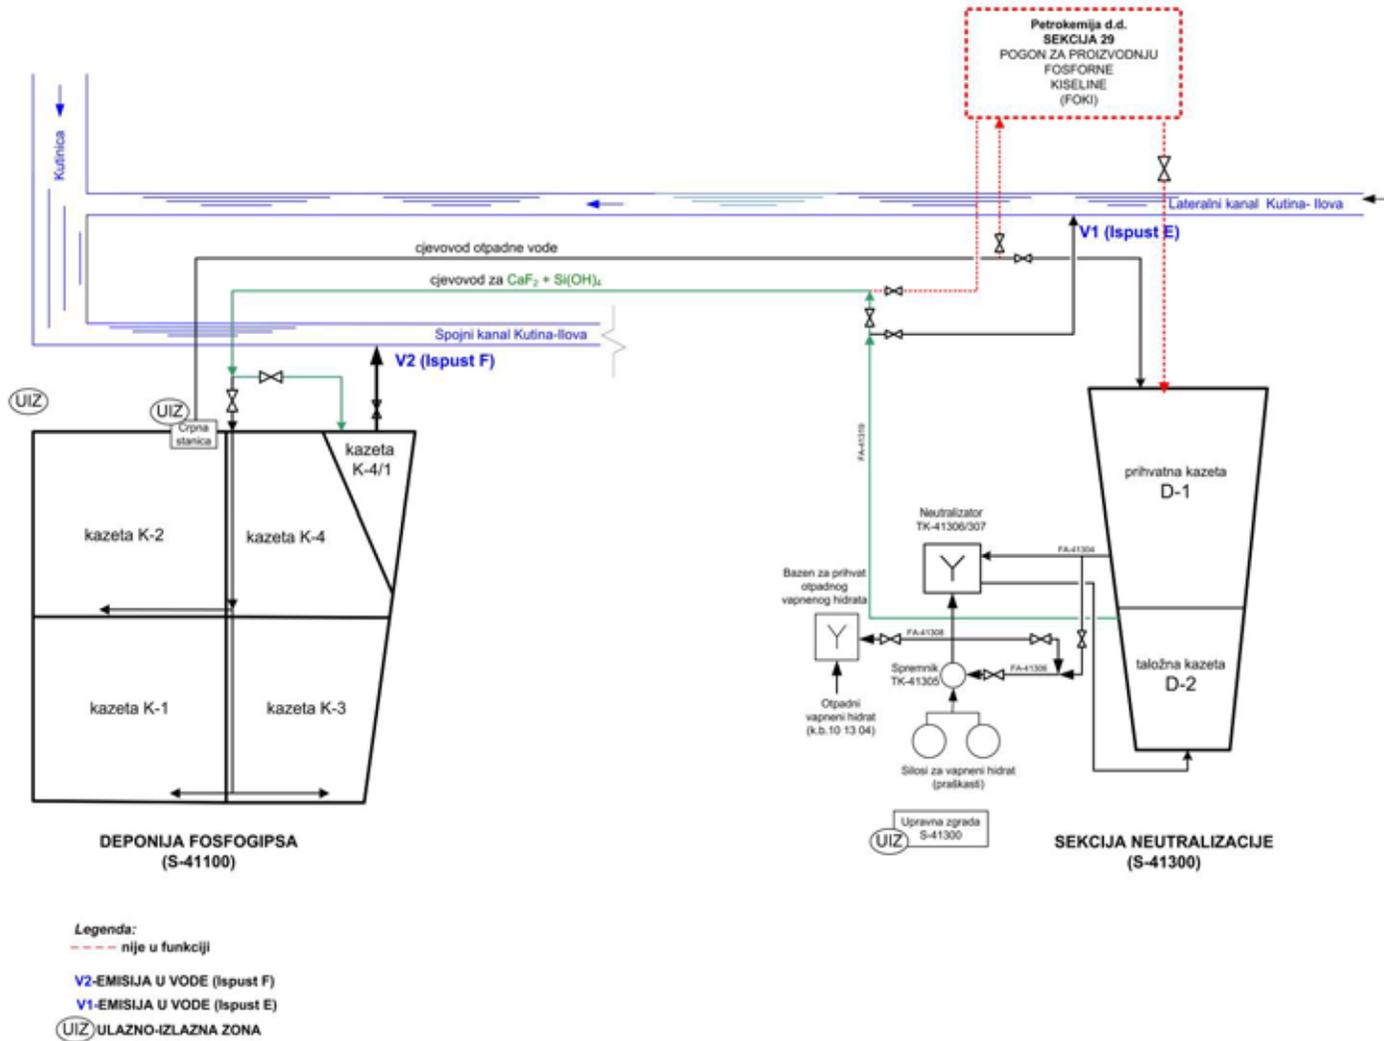 Petrokemija d.d.
SEKCIJA 29
POGON ZA PROIZVODNJU
FOSFORNE
KISELINE
(FOKI)
Kutinica
Lateralni kanal Kutina- Ilova
V1 (Ispust E)
cjevovod otpadne vode
cjevovod za CaF₂ + Si(OH)₄
Spojni kanal Kutina-Ilova
V2 (Ispust F)
UIZ
UIZ
Crpna
stanica
kazeta
K-4/1
kazeta K-2
kazeta K-4
kazeta K-1
kazeta K-3
DEPONIJA FOSFOGIPSA
(S-41100)
FA-41319
prihvatna kazeta
D-1
Neutralizator
TK-41306/307
FA-41304
Bazen za prihvat
otpadnog
vapnenog hidrata
FA-41308
taložna kazeta
D-2
Spremnik
TK-41305
FA-41306
Otpadni
vapneni hidrat
(k.b.10 13 04)
Silosi za vapneni hidrat
(praškasti)
Upravna zgrada
S-41300
UIZ
SEKCIJA NEUTRALIZACIJE
(S-41300)
Legenda:
nije u funkciji
V2-EMISIJA U VODE (Ispust F)
V1-EMISIJA U VODE (Ispust E)
UIZ ULAZNO-IZLAZNA ZONA